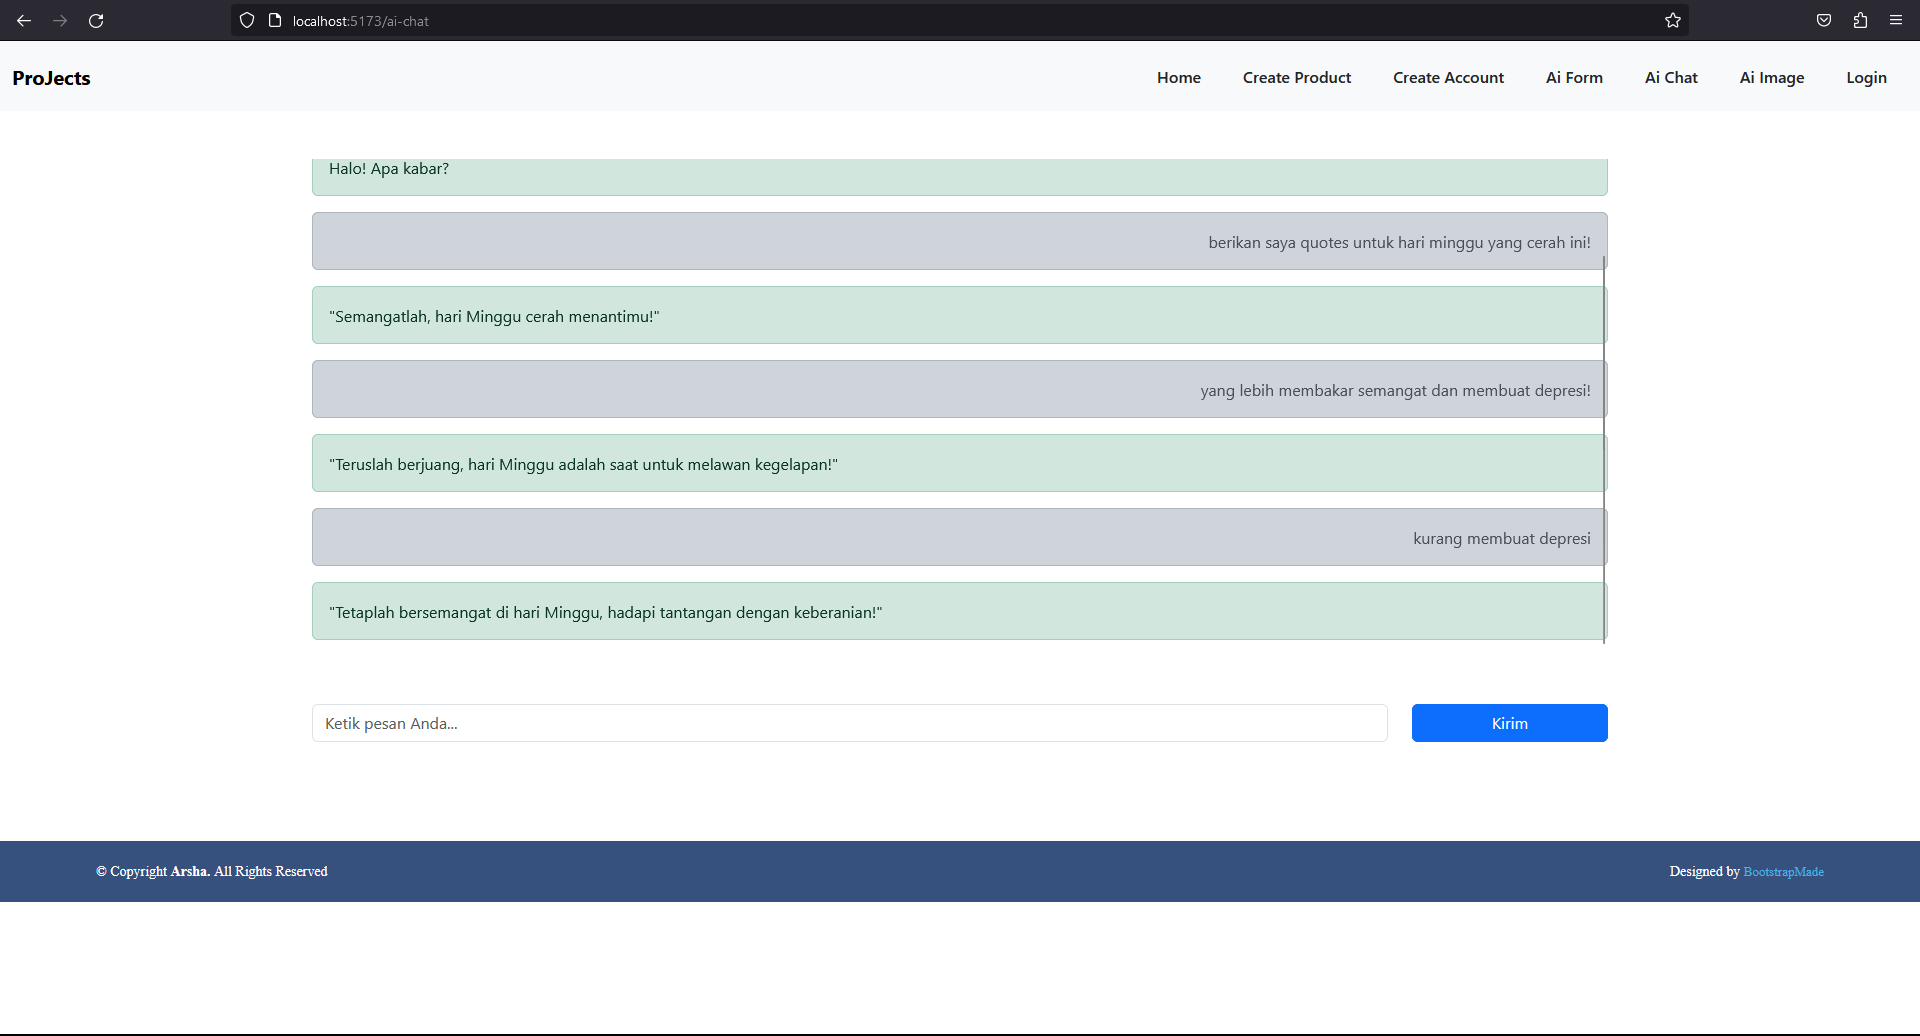 localhost:5173/ai-chat
ProJects
Home
Create Product
Create Account
Ai Form
Ai Chat
Ai Image
Login
Halo! Apa kabar?
berikan saya quotes untuk hari minggu yang cerah ini!
"Semangatlah, hari Minggu cerah menantimu!"
yang lebih membakar semangat dan membuat depresi!
"Teruslah berjuang, hari Minggu adalah saat untuk melawan kegelapan!"
kurang membuat depresi
"Tetaplah bersemangat di hari Minggu, hadapi tantangan dengan keberanian!"
Ketik pesan Anda...
Kirim
© Copyright Arsha. All Rights Reserved
Designed by BootstrapMade